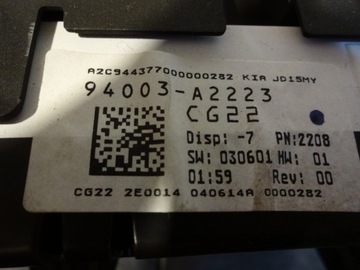 A2C944377000000282 KIA JD15MY
94003-A2223
CG22
Disp: -7 PN:2208
SW: 030601 HW: 01
01:59 Rev: 00
CG22 2E0014 040614A 0000282